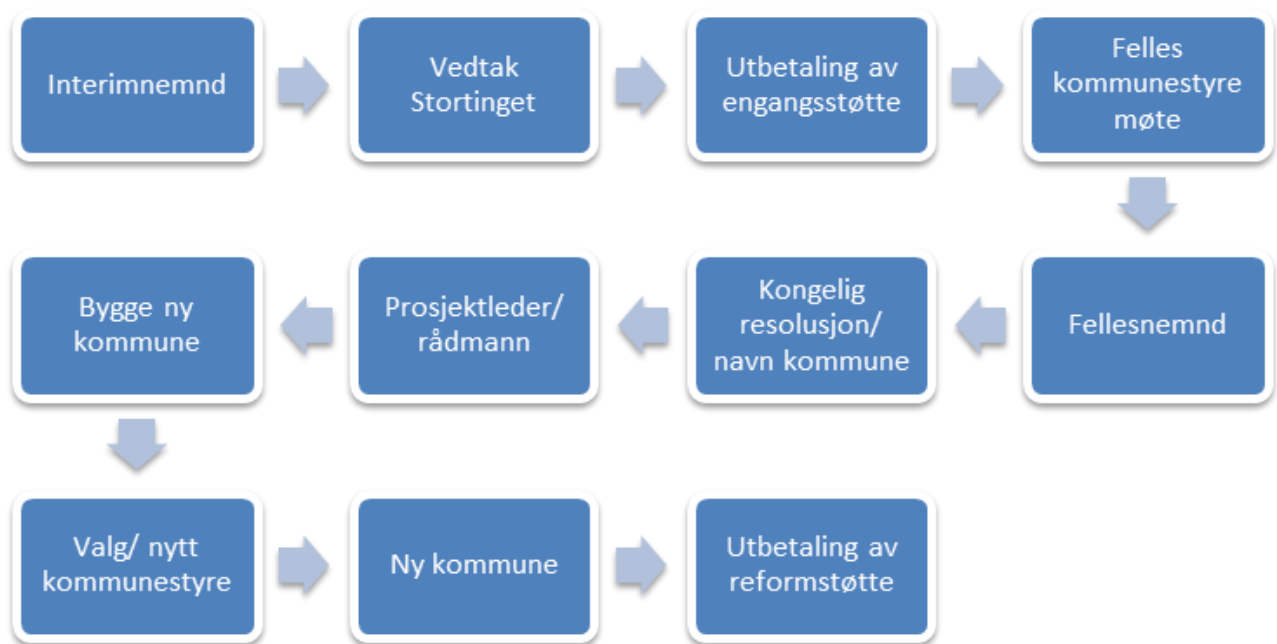 Interimnemnd
Vedtak
Stortinget
Utbetaling av
engangsstøtte
Felles
kommunestyre
møte
Fellesnemnd
Kongelig
resolusjon/
navn kommune
Prosjektleder/
rådmann
Bygge ny
kommune
Valg/ nytt
kommunestyre
Ny kommune
Utbetaling av
reformstøtte